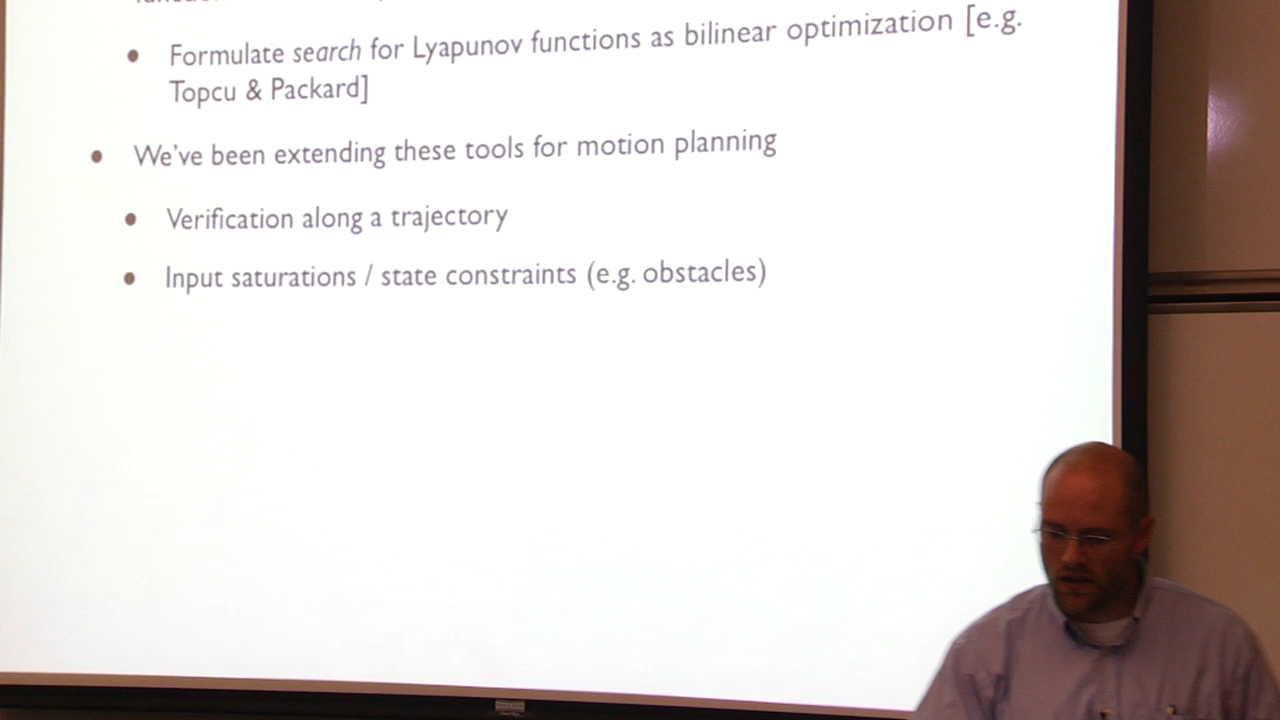 • Formulate search for Lyapunov functions as bilinear optimization [e.g.
Topcu & Packard]
• We've been extending these tools for motion planning
• Verification along a trajectory
• Input saturations / state constraints (e.g. obstacles)